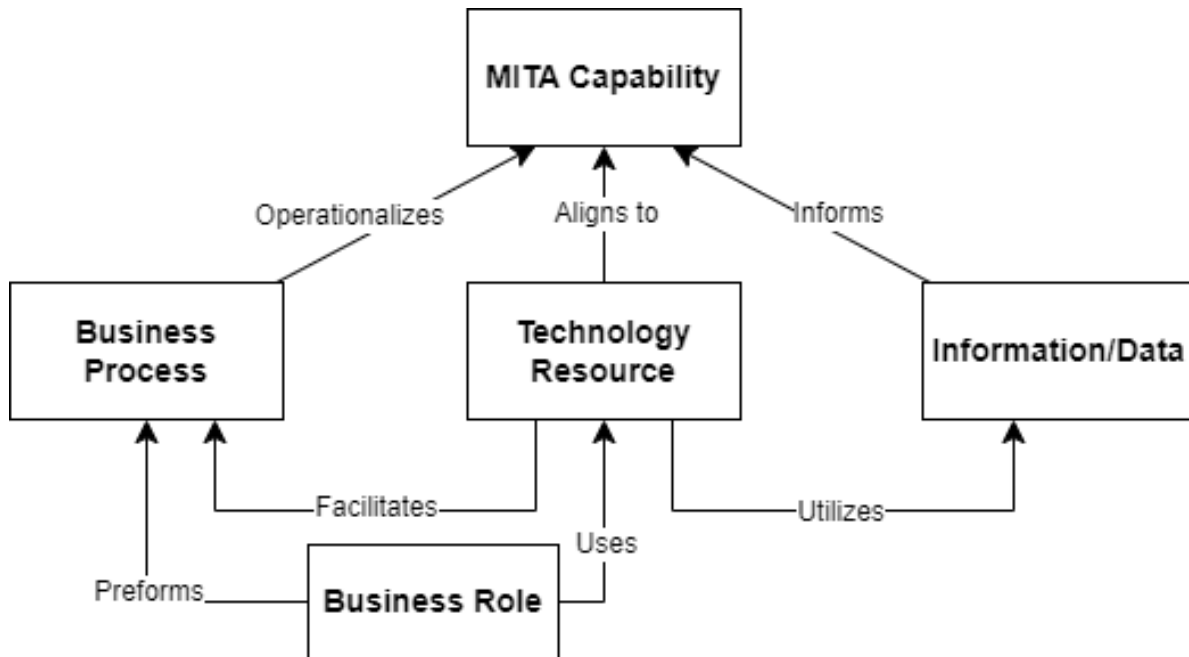 MITA Capability
Operationalizes
Aligns to
Informs
Business
Process
Technology
Resource
Information/Data
Facilitates
Utilizes
Uses
Preforms
Business Role